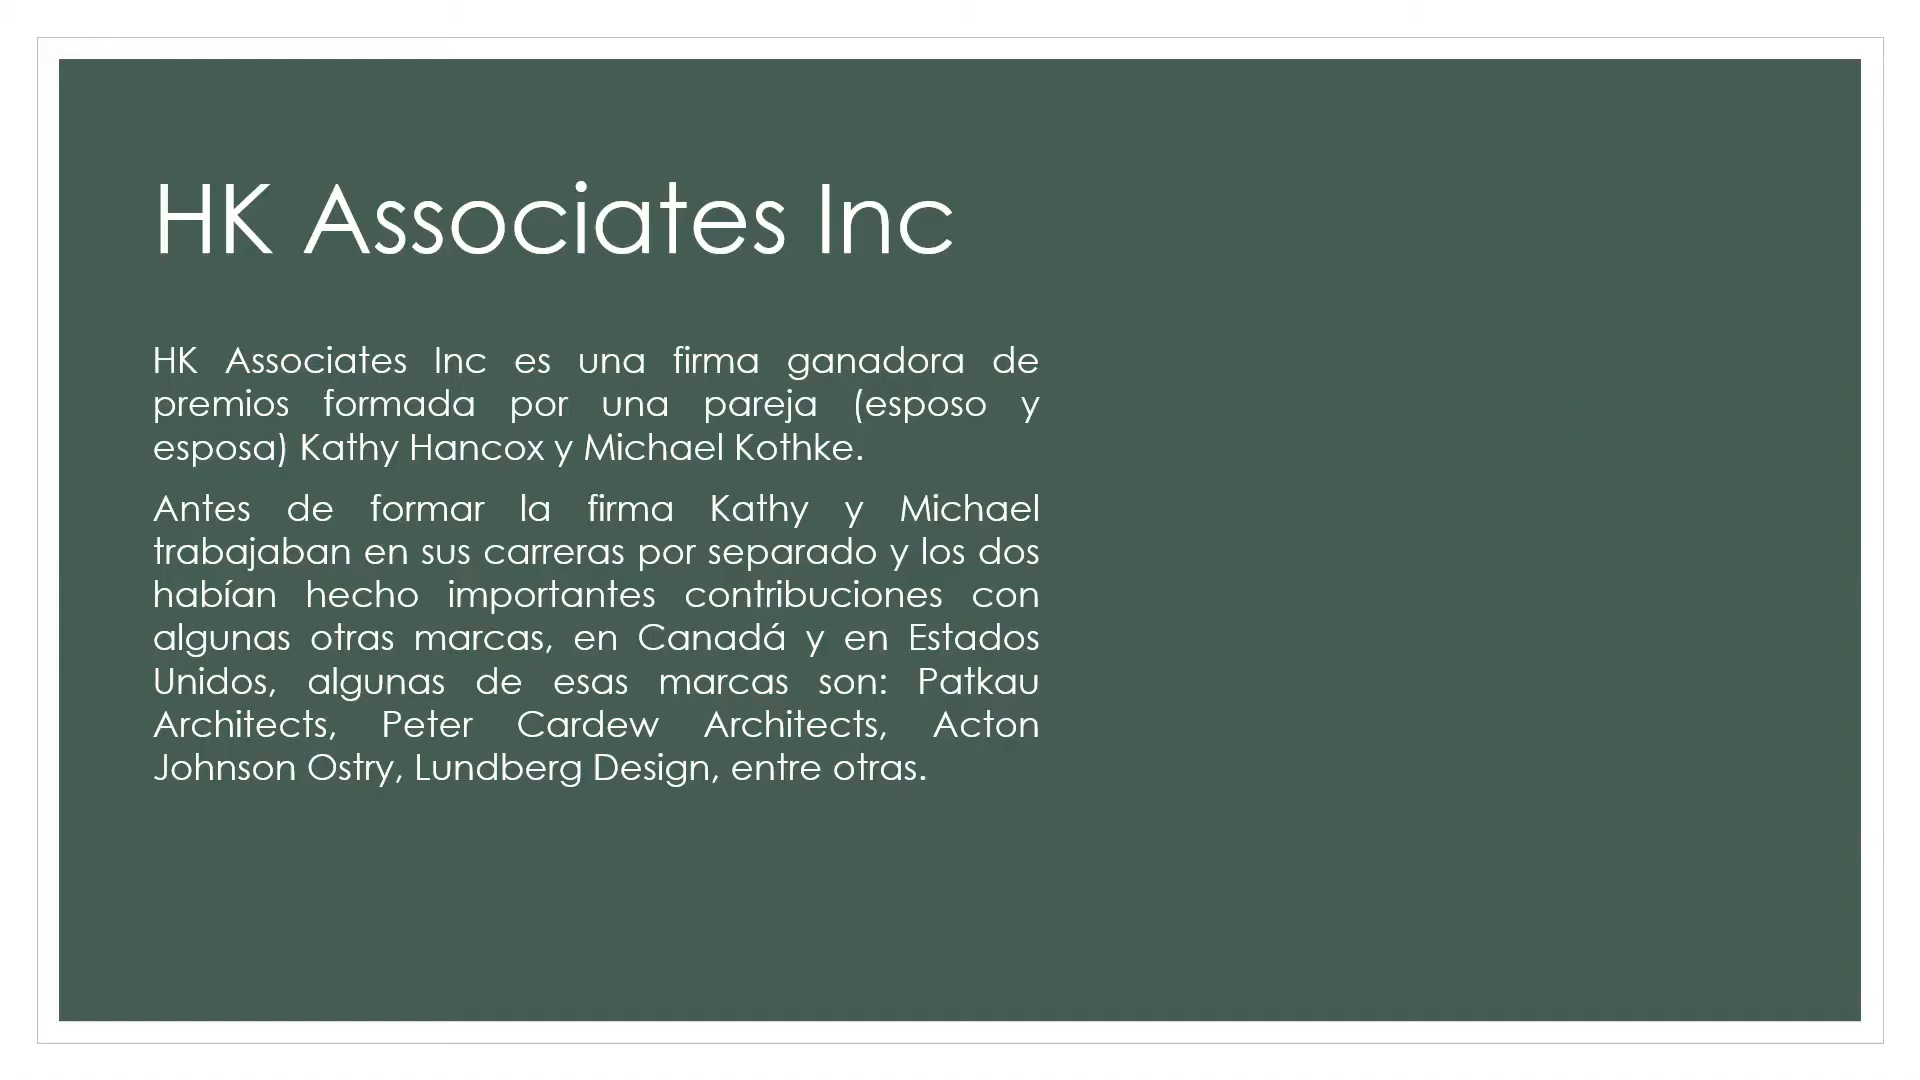 HK Associates Inc
HK Associates Inc es una firma ganadora de
premios formada por una pareja (esposo y
esposa) Kathy Hancox y Michael Kothke.
Antes de formar la firma Kathy y Michael
trabajaban en sus carreras por separado y los dos
habían hecho importantes contribuciones con
algunas otras marcas, en Canadá y en Estados
Unidos, algunas de esas marcas son: Patkau
Architects, Peter Cardew Architects, Acton
Johnson Ostry, Lundberg Design, entre otras.